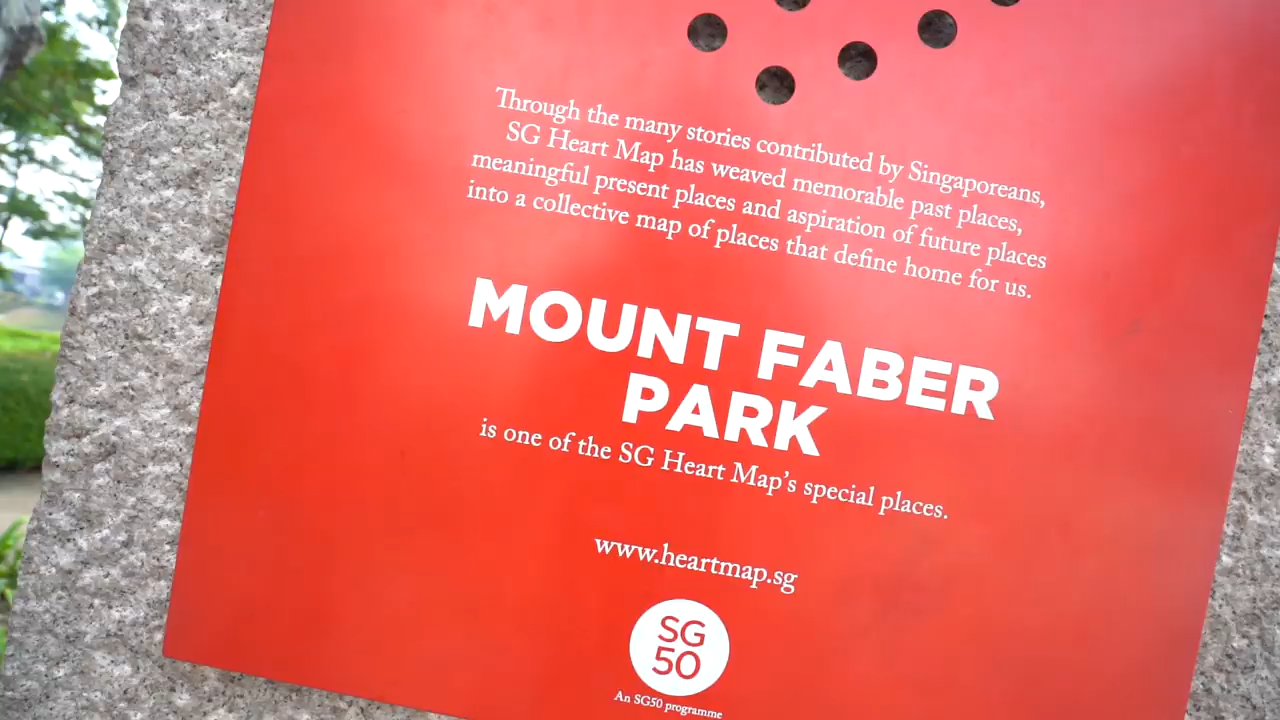 Through the many stories contributed by Singaporeans,
SG Heart Map has weaved memorable past places,
meaningful present places and aspiration of future places
into a collective map of places that define home for us.
MOUNT FABER
PARK
is one of the SG Heart Map's special places.
www.heartmap.sg
SG
50
An SG50 programme